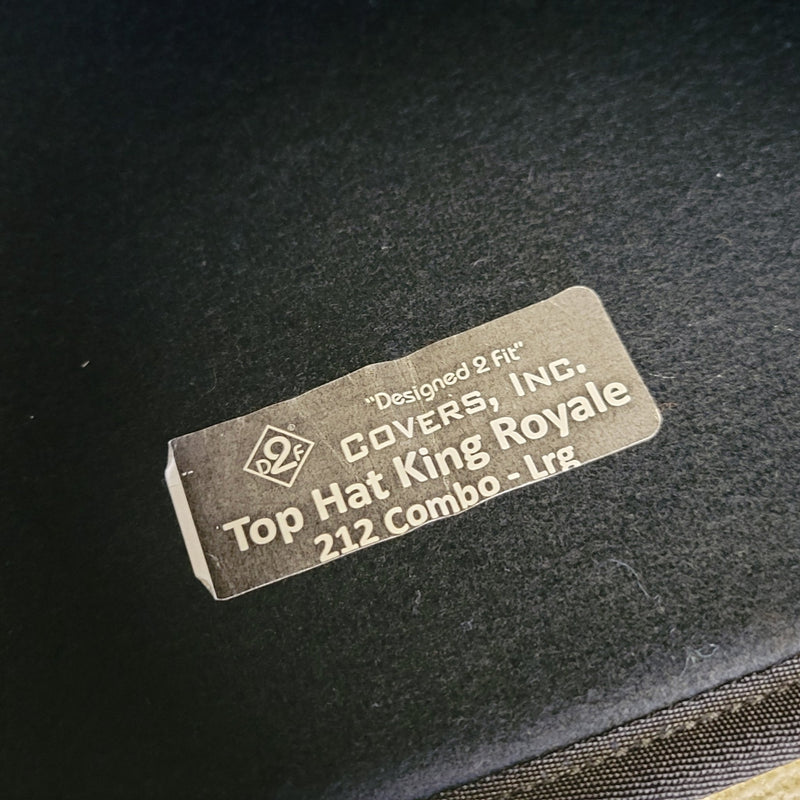 D2F®
"Designed 2 Fit"
COVERS, INC.
Top Hat King Royale
212 Combo - Lrg